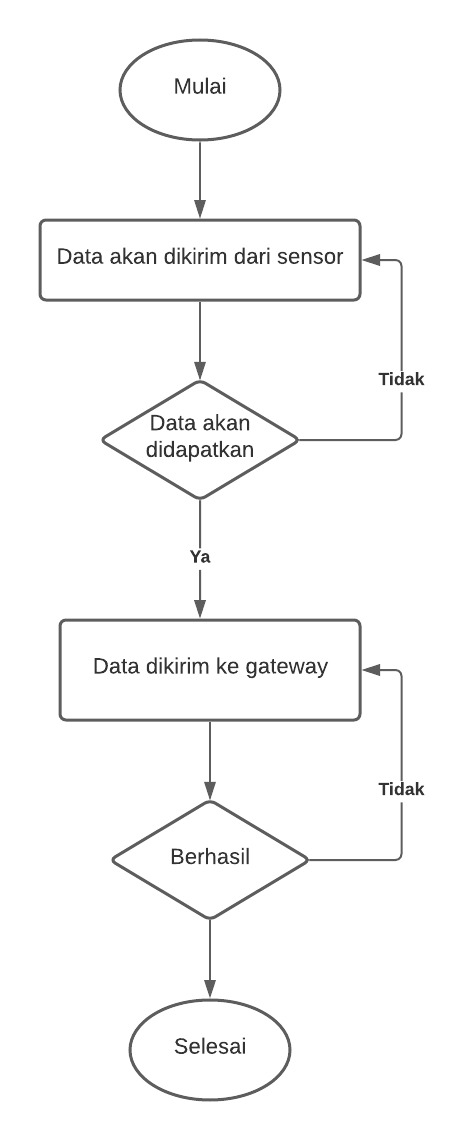 Mulai
Data akan dikirim dari sensor
Tidak
Data akan
didapatkan
Ya
Data dikirim ke gateway
Tidak
Berhasil
Selesai